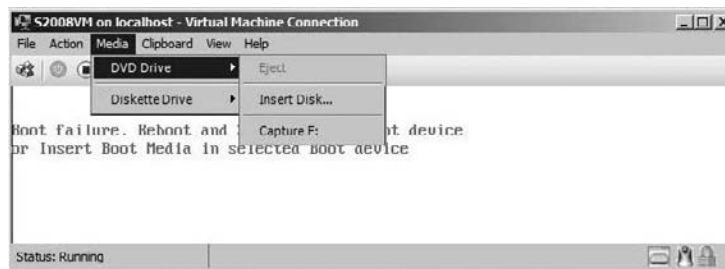 S2008VM on localhost - Virtual Machine Connection
File Action Media Clipboard View Help
DVD Drive
Eject
Diskette Drive
Insert Disk...
Capture F:
Boot failure. Reboot and ot device
or Insert Boot Media in selected Boot device
Status: Running